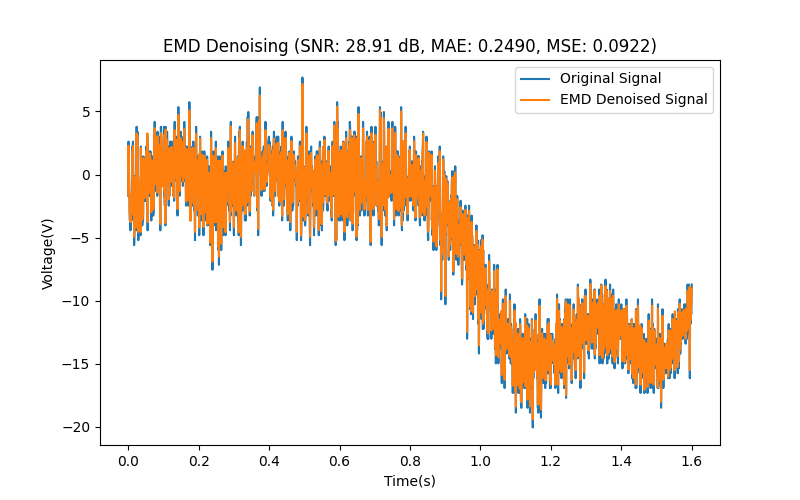 EMD Denoising (SNR: 28.91 dB, MAE: 0.2490, MSE: 0.0922)
Original Signal
EMD Denoised Signal
5
0
−5
−10
−15
−20
Voltage(V)
0.0 0.2 0.4 0.6 0.8 1.0 1.2 1.4 1.6
Time(s)